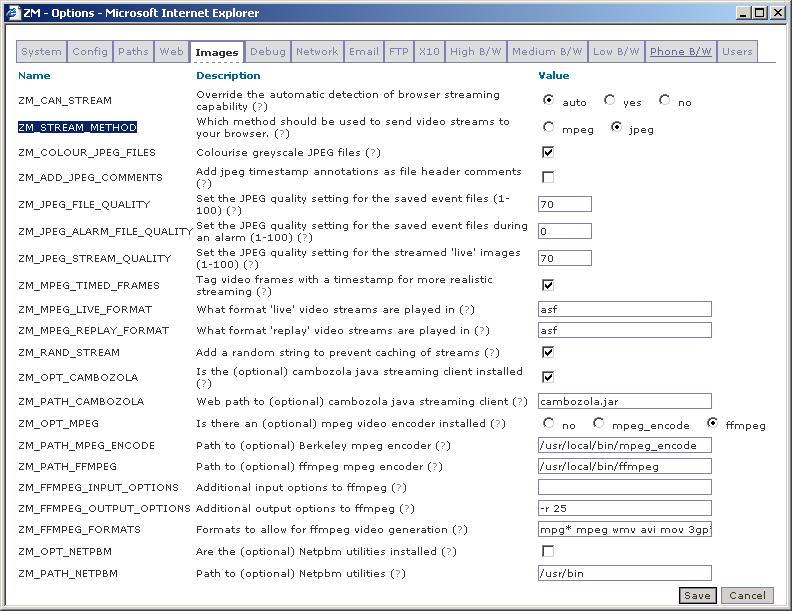 ZM - Options - Microsoft Internet Explorer
System Config Paths Web Images Debug Network Email FTP X10 High B/W Medium B/W Low B/W Phone B/W Users
Name Description Value
ZM_CAN_STREAM Override the automatic detection of browser streaming
capability (?) auto yes no
ZM_STREAM_METHOD Which method should be used to send video streams to
your browser. (?) mpeg jpeg
ZM_COLOUR_JPEG_FILES Colourise greyscale JPEG files (?)
ZM_ADD_JPEG_COMMENTS Add jpeg timestamp annotations as file header comments
(?)
ZM_JPEG_FILE_QUALITY Set the JPEG quality setting for the saved event files (1-
100) (?) 70
ZM_JPEG_ALARM_FILE_QUALITY Set the JPEG quality setting for the saved event files during
an alarm (1-100) (?) 0
ZM_JPEG_STREAM_QUALITY Set the JPEG quality setting for the streamed 'live' images
(1-100) (?) 70
ZM_MPEG_TIMED_FRAMES Tag video frames with a timestamp for more realistic
streaming (?)
ZM_MPEG_LIVE_FORMAT What format 'live' video streams are played in (?) asf
ZM_MPEG_REPLAY_FORMAT What format 'replay' video streams are played in (?) asf
ZM_RAND_STREAM Add a random string to prevent caching of streams (?)
ZM_OPT_CAMBOZOLA Is the (optional) cambozola java streaming client installed
(?)
ZM_PATH_CAMBOZOLA Web path to (optional) cambozola java streaming client (?) cambozola.jar
ZM_OPT_MPEG Is there an (optional) mpeg video encoder installed (?) no mpeg_encode ffmpeg
ZM_PATH_MPEG_ENCODE Path to (optional) Berkeley mpeg encoder (?) /usr/local/bin/mpeg_encode
ZM_PATH_FFMPEG Path to (optional) ffmpeg mpeg encoder (?) /usr/local/bin/ffmpeg
ZM_FFMPEG_INPUT_OPTIONS Additional input options to ffmpeg (?)
ZM_FFMPEG_OUTPUT_OPTIONS Additional output options to ffmpeg (?) -r 25
ZM_FFMPEG_FORMATS Formats to allow for ffmpeg video generation (?) mpg* mpeg wmv avi mov 3gp*
ZM_OPT_NETPBM Are the (optional) Netpbm utilities installed (?)
ZM_PATH_NETPBM Path to (optional) Netpbm utilities (?) /usr/bin
Save Cancel